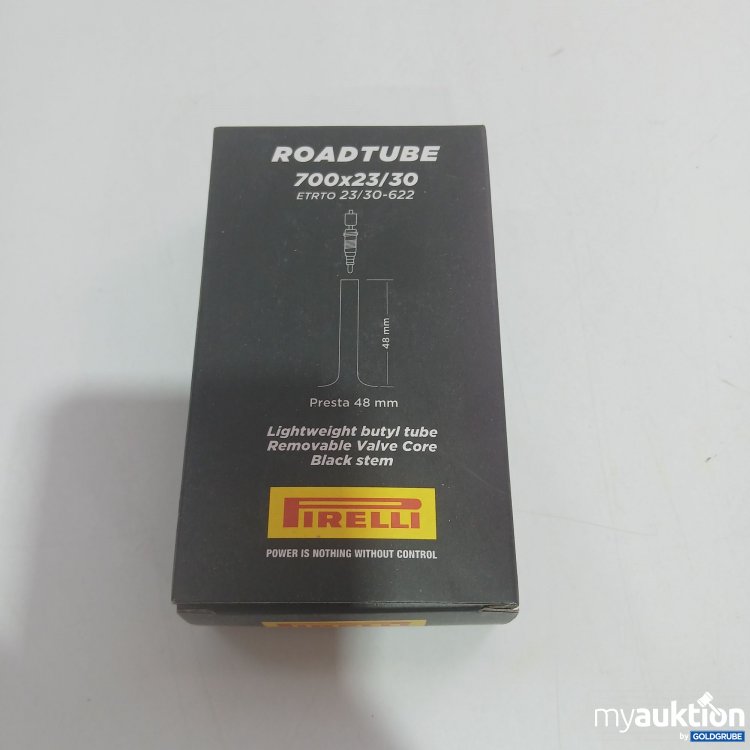 ROADTUBE
700x23/30
ETRTO 23/30-622
48 mm
Presta 48 mm
Lightweight butyl tube
Removable Valve Core
Black stem
PIRELLI
POWER IS NOTHING WITHOUT CONTROL
PIRELLI
myauktion
by GOLDGRUBE